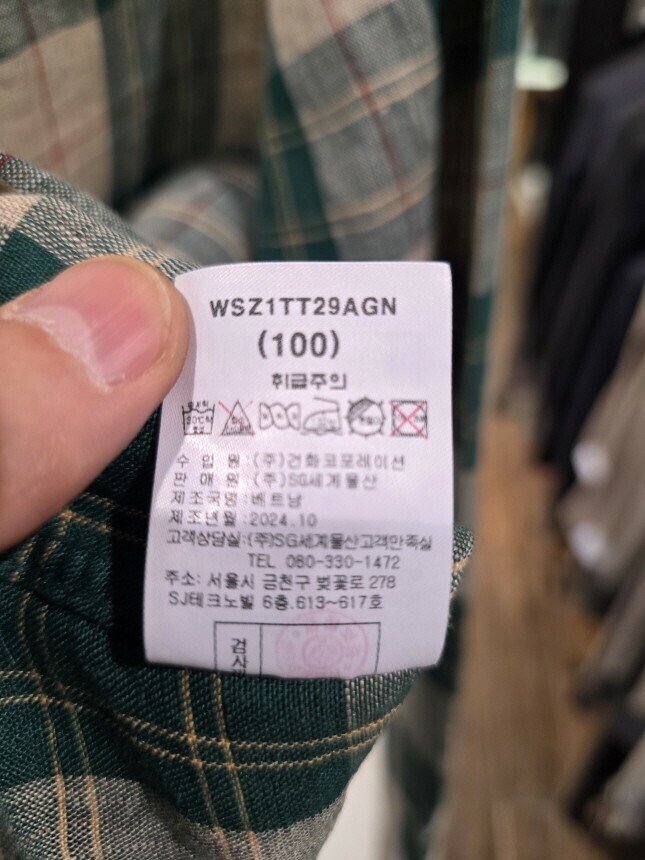 WSZ1TT29AGN
(100)
취급주의
수 입 원 : (주)건화코포레이션
판 매 원 : (주)SG세계물산
제조국명 : 베트남
제조년월 : 2024.10
고객상담실:(주)SG세계물산고객만족실
TEL 080-330-1472
주소: 서울시 금천구 벚꽃로 278
SJ테크노빌 6층.613~617호
검사